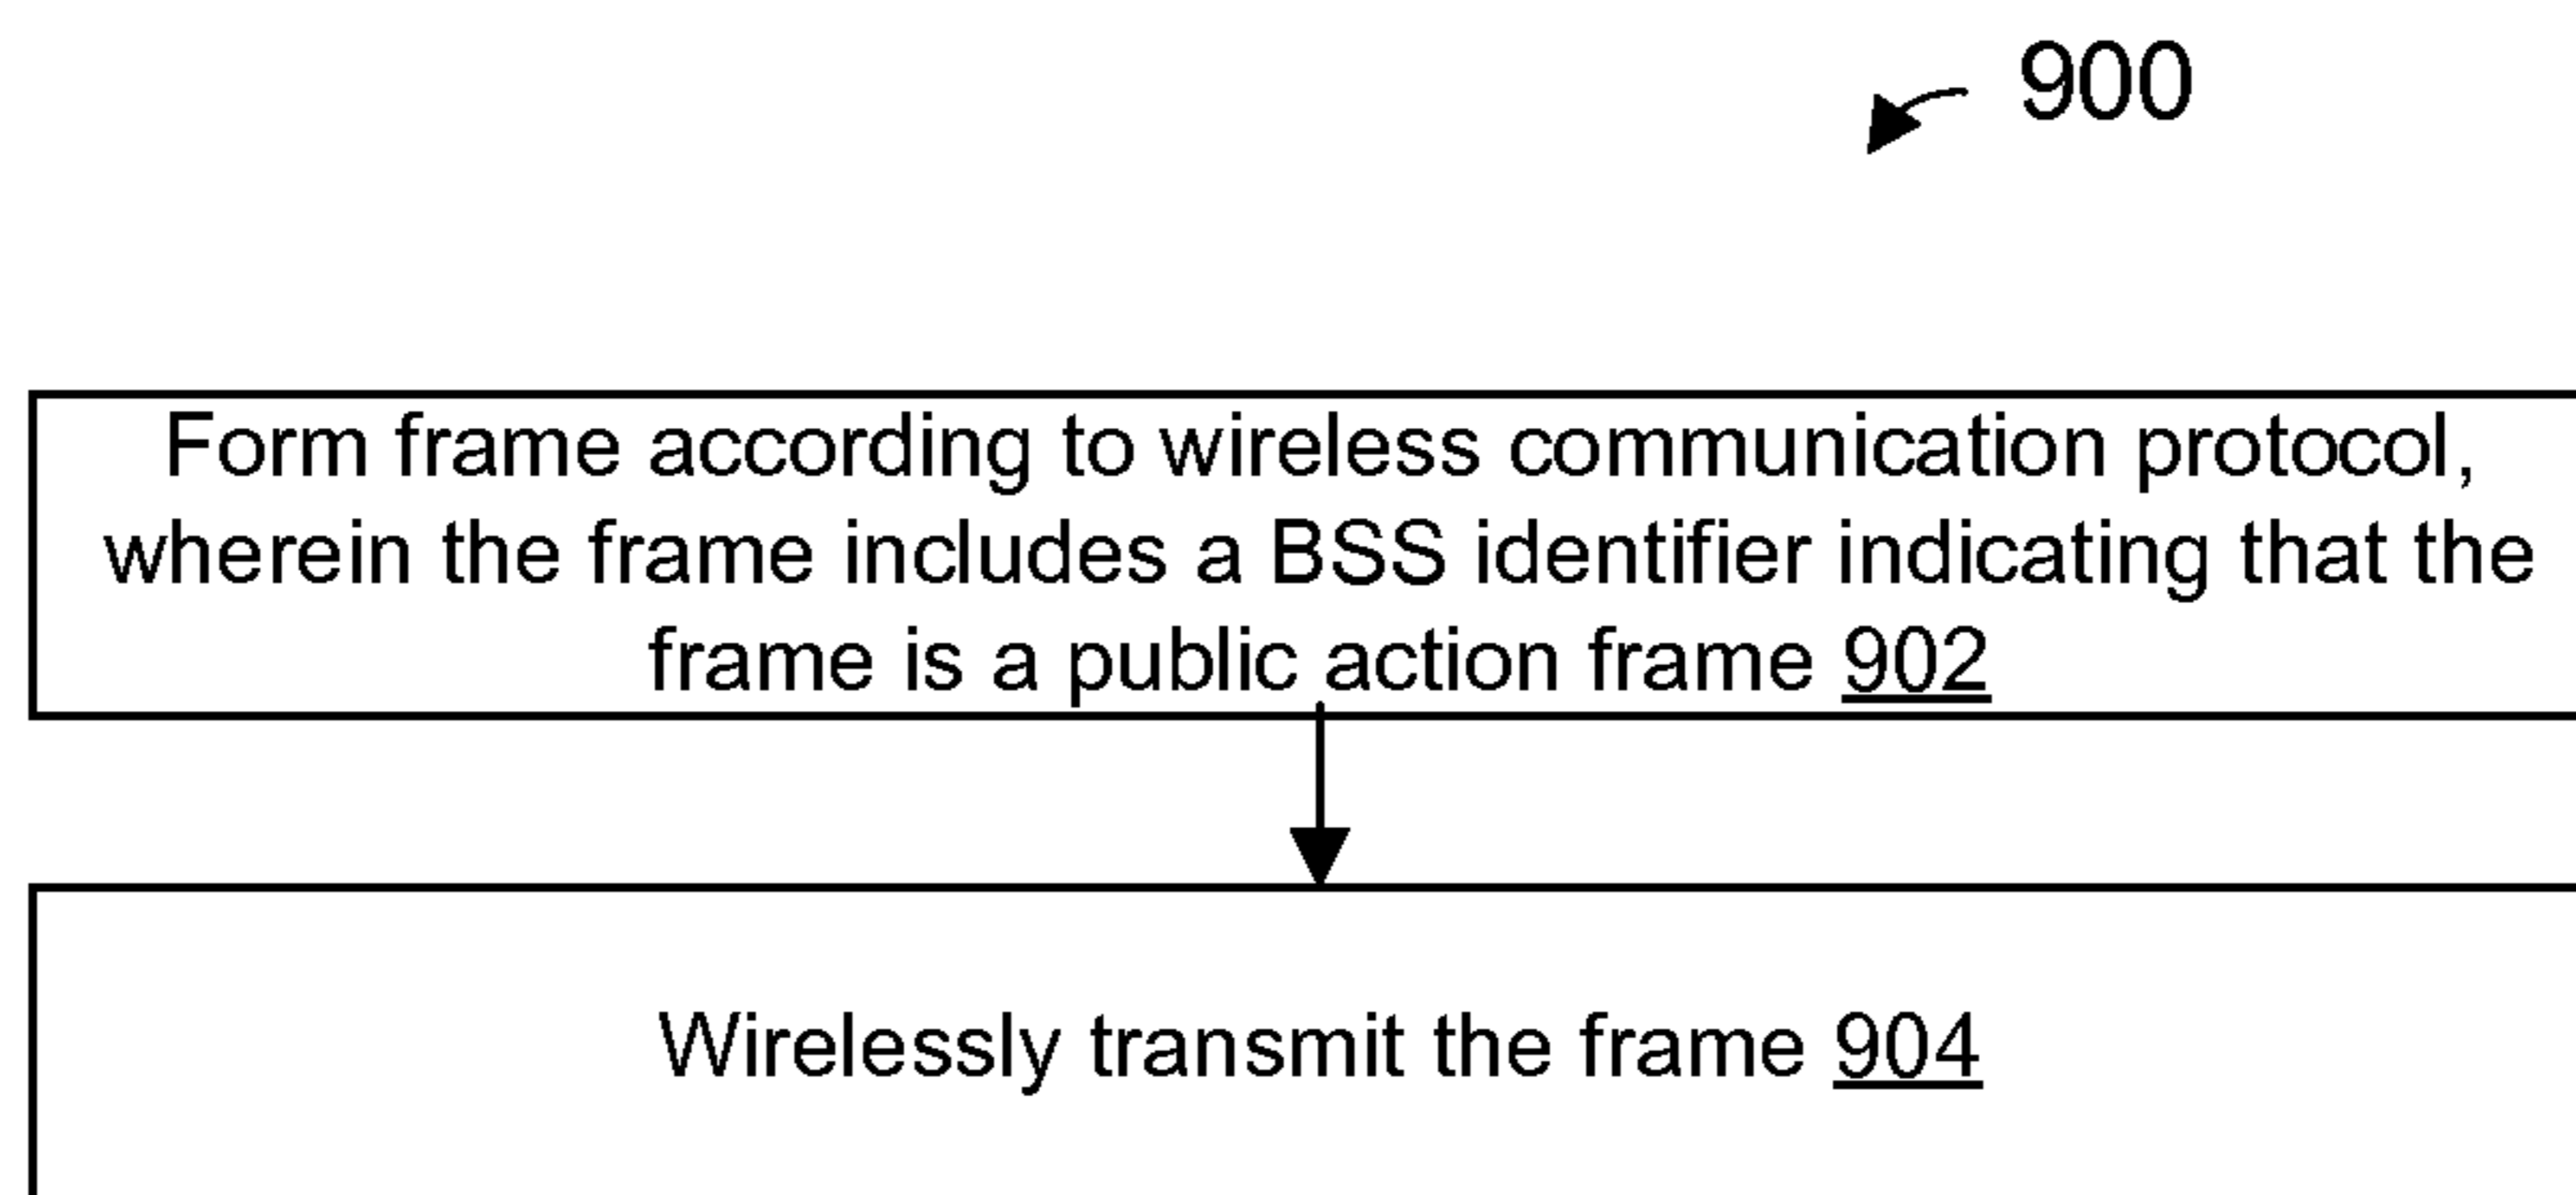 900
Form frame according to wireless communication protocol,
wherein the frame includes a BSS identifier indicating that the
frame is a public action frame 902
Wirelessly transmit the frame 904